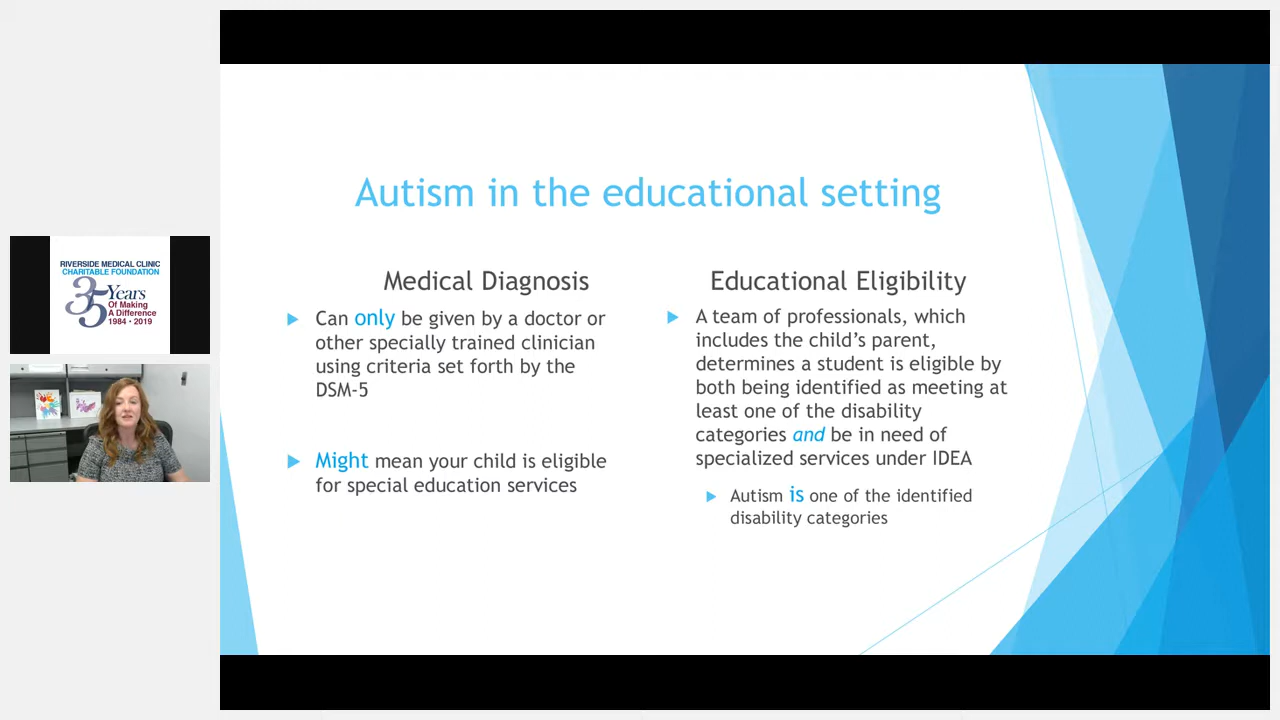 RIVERSIDE MEDICAL CLINIC
CHARITABLE FOUNDATION
35 Years
Of Making
A Difference
1984 • 2019
Autism in the educational setting
Medical Diagnosis
Can only be given by a doctor or
other specially trained clinician
using criteria set forth by the
DSM-5
Might mean your child is eligible
for special education services
Educational Eligibility
A team of professionals, which
includes the child’s parent,
determines a student is eligible by
both being identified as meeting at
least one of the disability
categories and be in need of
specialized services under IDEA
Autism is one of the identified
disability categories